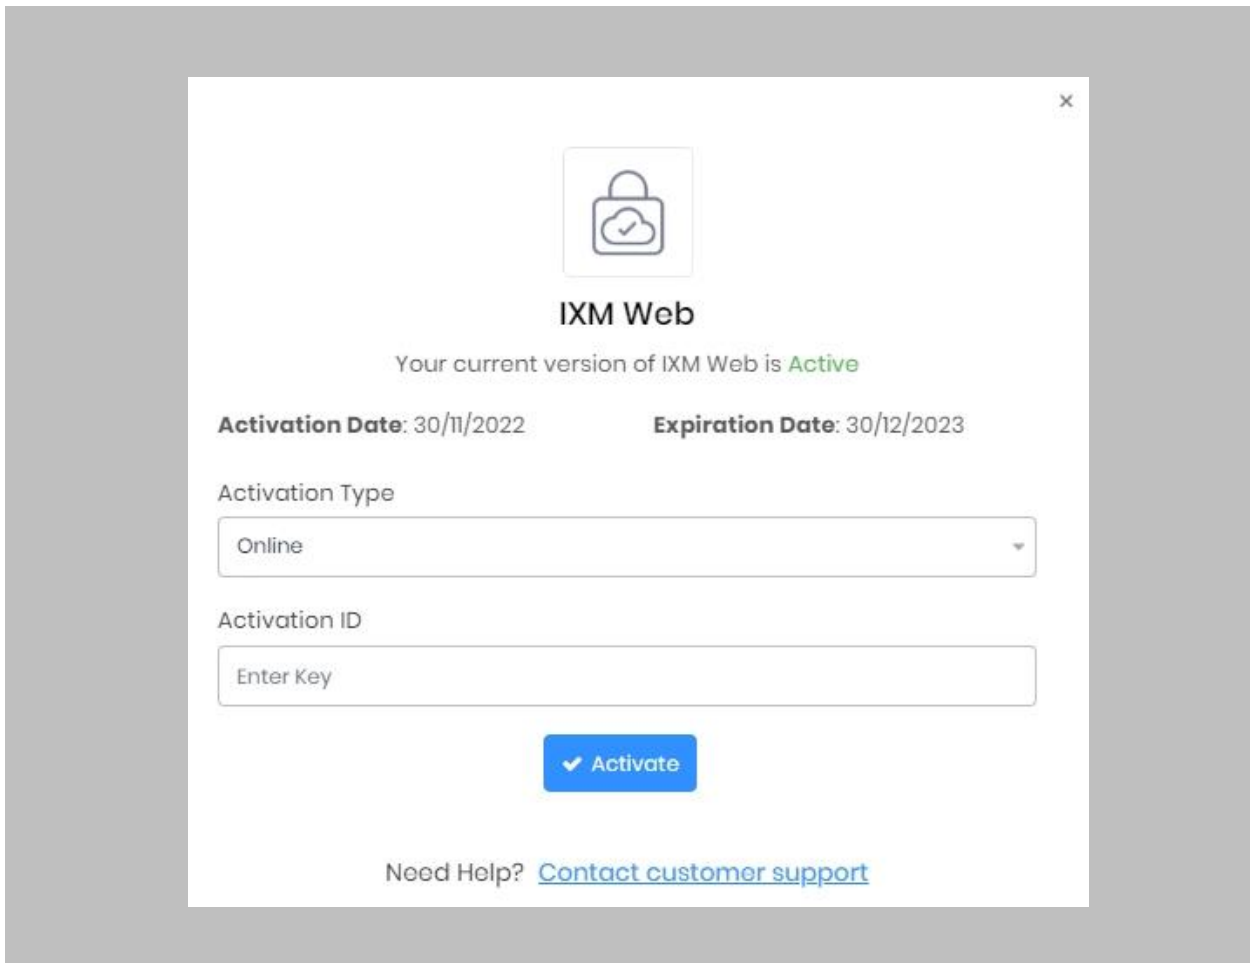 ×
IXM Web
Your current version of IXM Web is Active
Activation Date: 30/11/2022 Expiration Date: 30/12/2023
Activation Type
Online
Activation ID
Enter Key
Activate
Need Help? Contact customer support